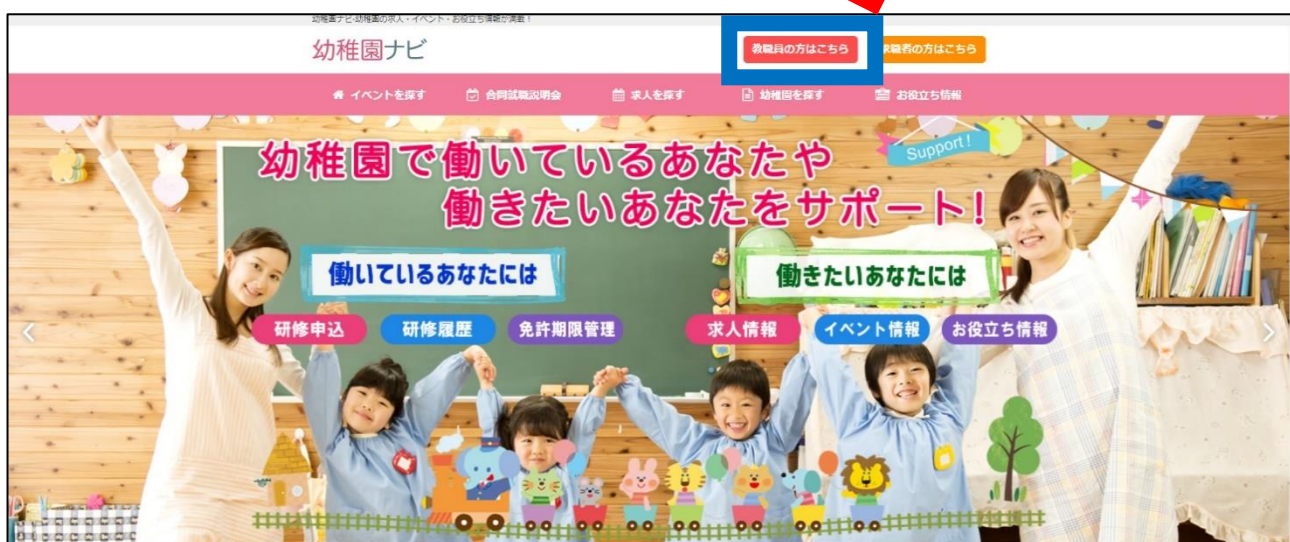 幼稚園ナビ-幼稚園の求人・イベント・お役立ち情報が満載！
幼稚園ナビ
教職員の方はこちら
求職者の方はこちら
イベントを探す 合同就職説明会 求人を探す 幼稚園を探す お役立ち情報
Support!
幼稚園で働いているあなたや
働きたいあなたをサポート!
働いているあなたには
働きたいあなたには
研修申込 研修履歴 免許期限管理
求人情報 イベント情報 お役立ち情報